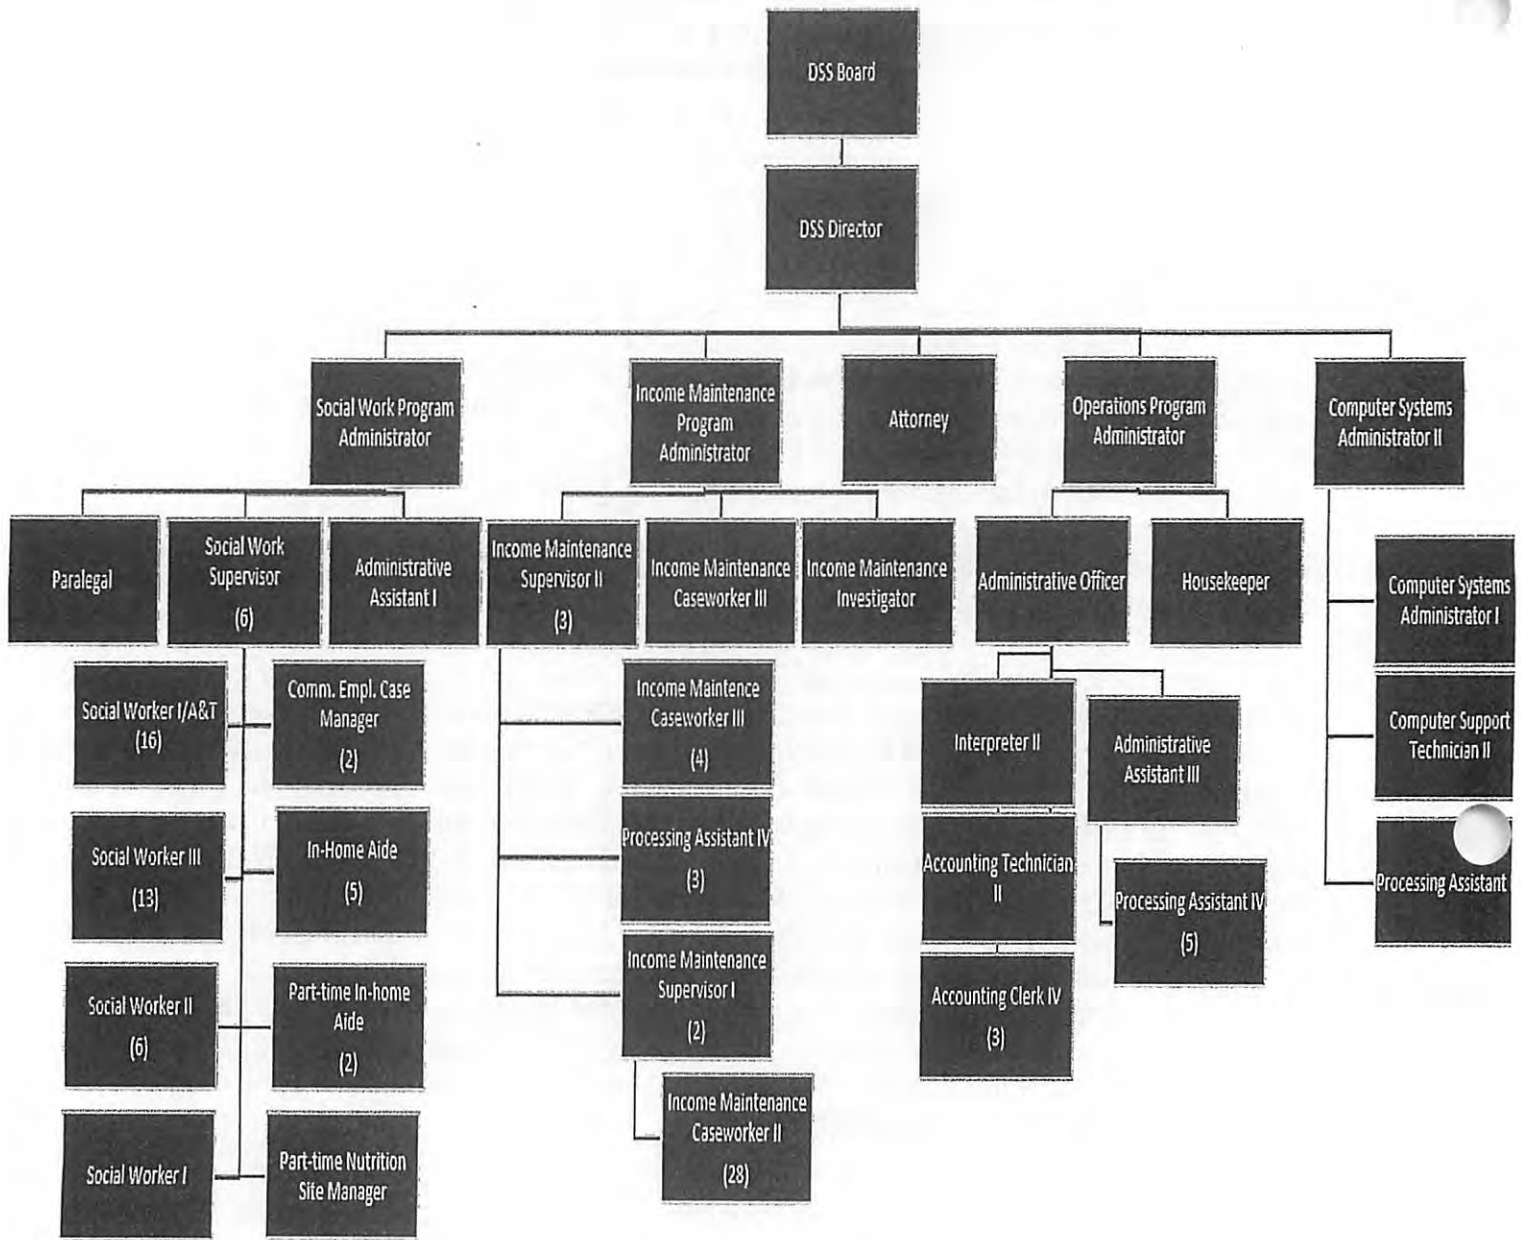 DSS Board
DSS Director
Social Work Program
Administrator
Income Maintenance
Program
Administrator
Attorney
Operations Program
Administrator
Computer Systems
Administrator II
Paralegal
Social Work
Supervisor
(6)
Administrative
Assistant I
Income Maintenance
Supervisor II
(3)
Income Maintenance
Caseworker III
Income Maintenance
Investigator
Administrative Officer
Housekeeper
Computer Systems
Administrator I
Social Worker I/A&T
(16)
Comm. Empl. Case
Manager
(2)
Income Maintence
Caseworker III
(4)
Interpreter II
Administrative
Assistant III
Computer Support
Technician II
Social Worker III
(13)
In-Home Aide
(5)
Processing Assistant IV
(3)
Accounting Technician
II
Processing Assistant IV
(5)
Processing Assistant
Social Worker II
(6)
Part-time In-home
Aide
(2)
Income Maintenance
Supervisor I
(2)
Accounting Clerk IV
(3)
Social Worker I
Part-time Nutrition
Site Manager
Income Maintenance
Caseworker II
(28)